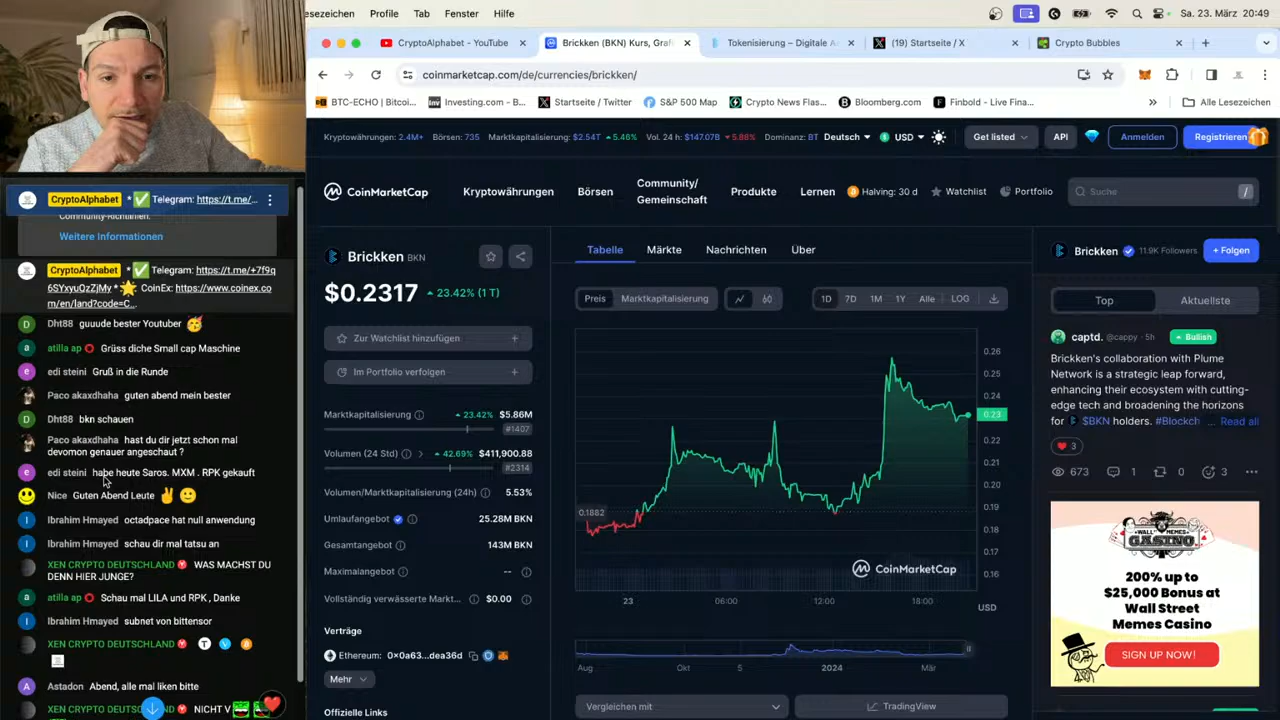 esezeichen Profile Tab Fenster Hilfe
Sa. 23. März 20:49
CryptoAlphabet - YouTube
Brickken (BKN) Kurs, Graf
Tokenisierung – Digitale A
(19) Startseite / X
Crypto Bubbles
coinmarketcap.com/de/currencies/brickken/
BTC-ECHO | Bitcoi...
Investing.com - B...
Startseite / Twitter
S&P 500 Map
Crypto News Flas...
Bloomberg.com
Finbold - Live Fina...
Alle Lesezeichen
Kryptowährungen: 2.4M+ Börsen: 735 Marktkapitalisierung: $2.54T 5.46% Vol. 24 h: $147.07B 5.86% Dominanz: BT Deutsch USD
Get listed
API
Anmelden
Registrieren
CoinMarketCap
Kryptowährungen
Börsen
Community/
Gemeinschaft
Produkte
Lernen
Halving: 30 d
Watchlist
Portfolio
Suche
/
CryptoAlphabet * ✅ Telegram: https://t.me/...
Community-Richtlinien.
Weitere Informationen
CryptoAlphabet * ✅ Telegram: https://t.me/+7f9q
6SYxyuQzZjMy * 🌟 CoinEx: https://www.coinex.co
m/en/land?code=C...
Dht88 guuude bester Youtuber 🥳
atilla ap ⭕ Grüss diche Small cap Maschine
edi steini Gruß in die Runde
Paco akaxdhaha guten abend mein bester
Dht88 bkn schauen
Paco akaxdhaha hast du dir jetzt schon mal
devomon genauer angeschaut ?
edi steini habe heute Saros. MXM . RPK gekauft
Nice Guten Abend Leute ✌️🙂
Ibrahim Hmayed octadpace hat null anwendung
Ibrahim Hmayed schau dir mal tatsu an
XEN CRYPTO DEUTSCHLAND WAS MACHST DU
DENN HIER JUNGE?
atilla ap ⭕ Schau mal LILA und RPK , Danke
Ibrahim Hmayed subnet von bittensor
XEN CRYPTO DEUTSCHLAND
Astadon Abend, alle mal liken bitte
XEN CRYPTO DEUTSC NICHT V
Brickken BKN
$0.2317 23.42% (1 T)
Zur Watchlist hinzufügen +
Im Portfolio verfolgen +
Marktkapitalisierung 23.42% $5.86M
#1407
Volumen (24 Std) 42.69% $411,900.88
#2314
Volumen/Marktkapitalisierung (24h) 5.53%
Umlaufangebot 25.28M BKN
Gesamtangebot 143M BKN
Maximalangebot --
Vollständig verwässerte Markt... $0.00
Verträge
Ethereum: 0x0a63...dea36d
Mehr
Offizielle Links
Tabelle
Märkte
Nachrichten
Über
Preis
Marktkapitalisierung
1D 7D 1M 1Y Alle LOG
0.26
0.25
0.24
0.23
0.22
0.21
0.20
0.19
0.18
0.17
0.16
0.1882
CoinMarketCap
23 06:00 12:00 18:00 USD
Aug Okt S 2024 Mär
Vergleichen mit
TradingView
Brickken 11.9K Followers
+ Folgen
Top
Aktuellste
captd. @cappy · 5h Bullish
Brickken's collaboration with Plume
Network is a strategic leap forward,
enhancing their ecosystem with cutting-
edge tech and broadening the horizons
for $BKN holders. #Blockch ... Read all
3
673 1 0 3
WALL MEMES
CASINO
200% up to
$25,000 Bonus at
Wall Street
Memes Casino
SIGN UP NOW!